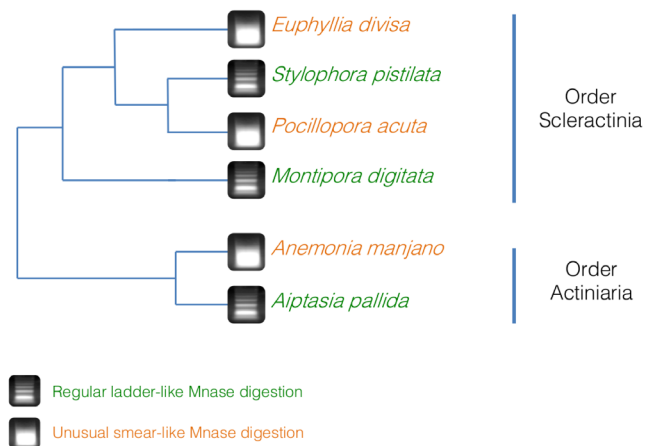 Euphyllia divisa
Stylophora pistilata
Pocillopora acuta
Montipora digitata
Order
Scleractinia
Anemonia manjano
Aiptasia pallida
Order
Actiniaria
Regular ladder-like Mnase digestion
Unusual smear-like Mnase digestion